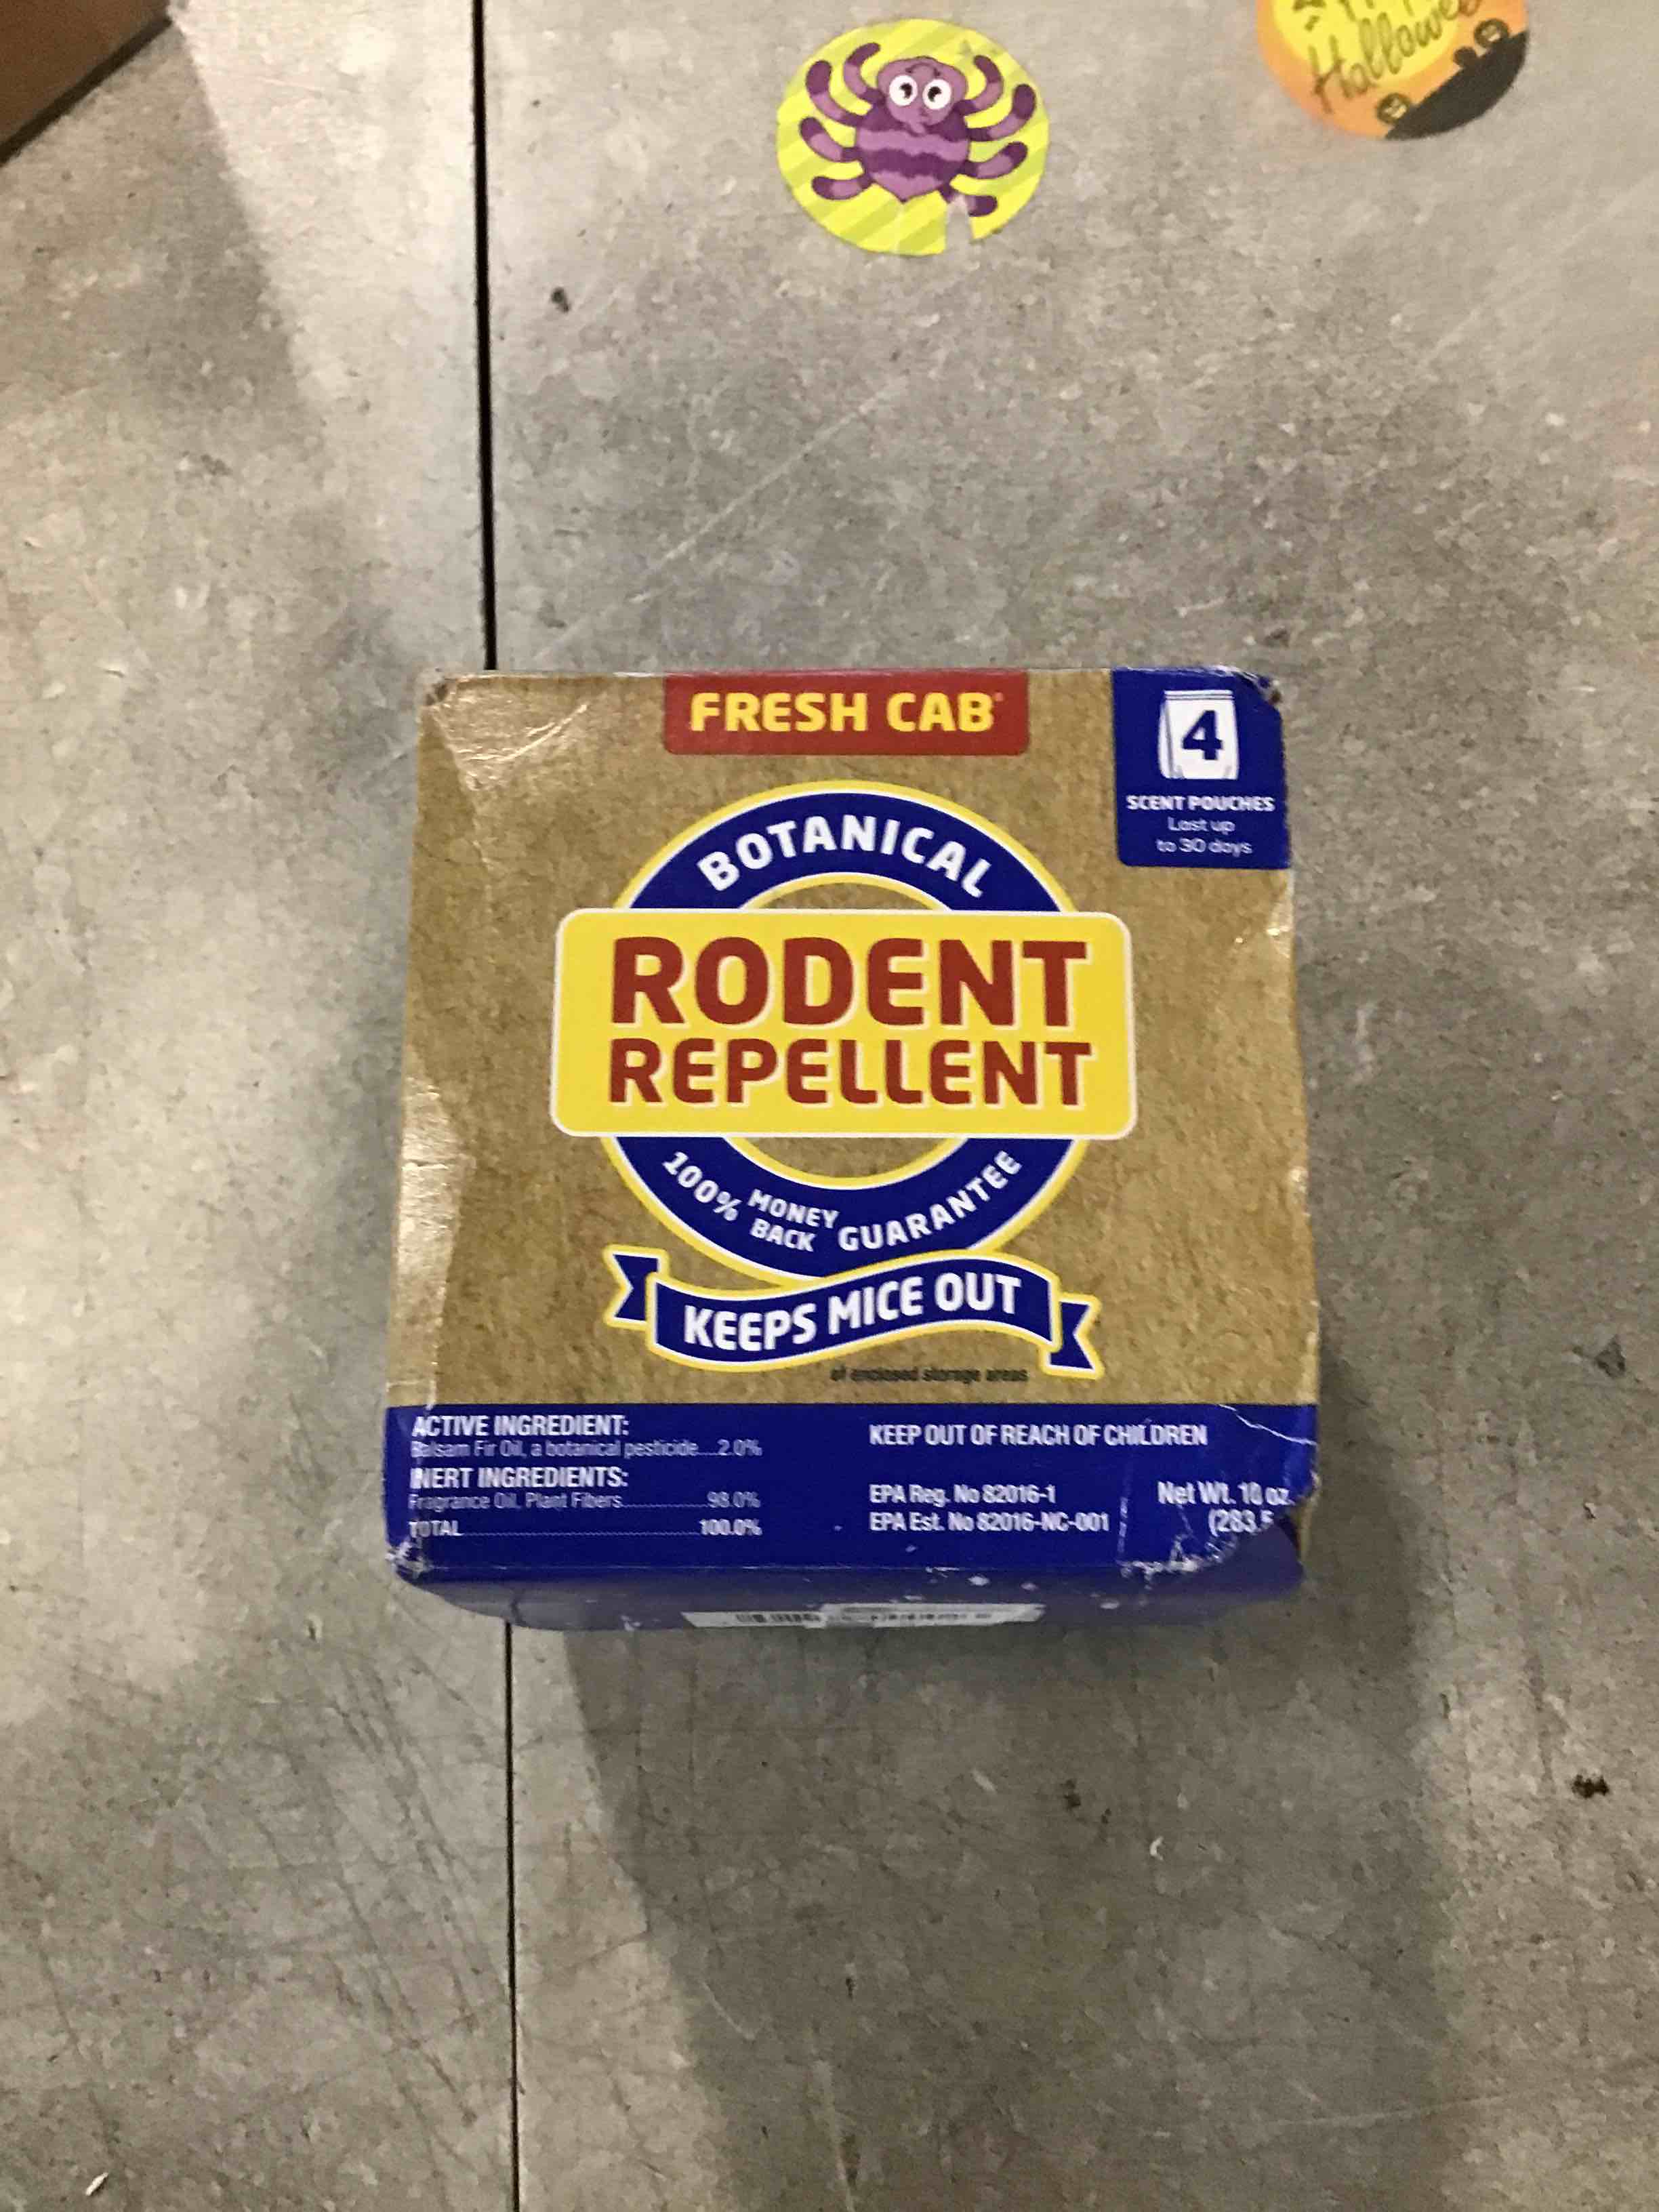 Hallowe
FRESH CAB®
4
SCENT POUCHES
Last up
to 30 days
BOTANICAL
RODENT
REPELLENT
100% MONEY BACK GUARANTEE
KEEPS MICE OUT
of enclosed storage areas
ACTIVE INGREDIENT:
Balsam Fir Oil, a botanical pesticide....2.0%
INERT INGREDIENTS:
Fragrance Oil, Plant Fibers....................98.0%
TOTAL.......................................100.0%
KEEP OUT OF REACH OF CHILDREN
EPA Reg. No 82016-1
EPA Est. No 82016-NC-001
Net Wt. 10 oz.
(283.5